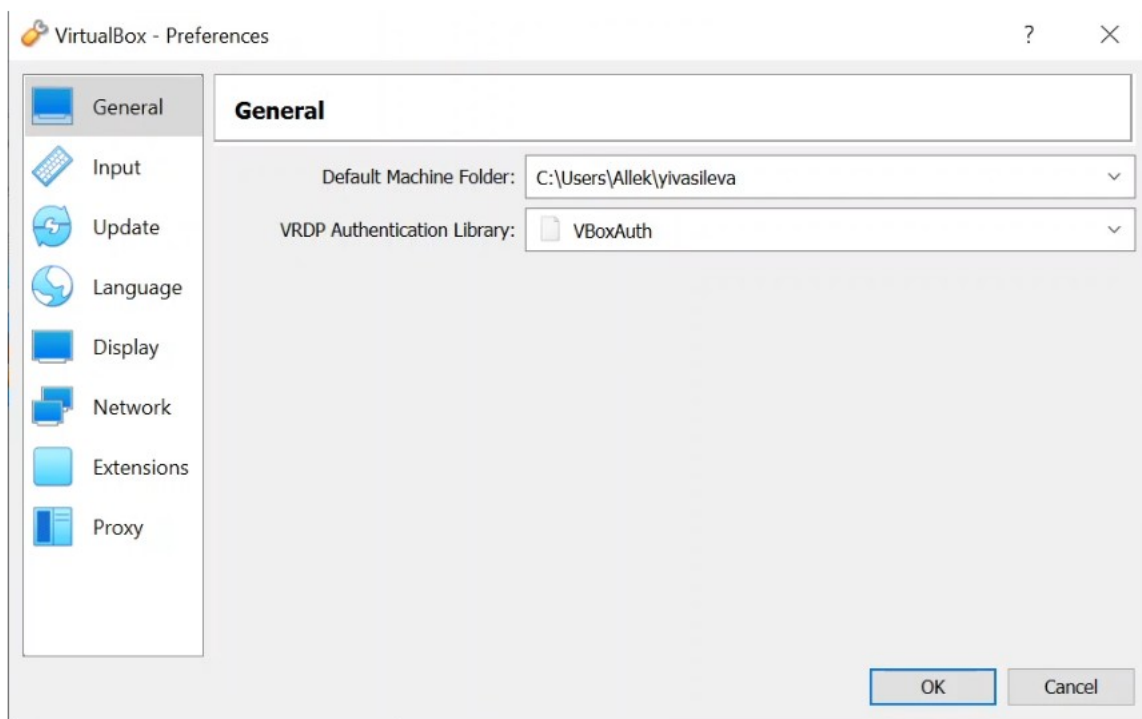 VirtualBox - Preferences
?
General
Input
Update
Language
Display
Network
Extensions
Proxy
General
Default Machine Folder: C:\Users\Allek\yivasileva
VRDP Authentication Library: VBoxAuth
OK
Cancel